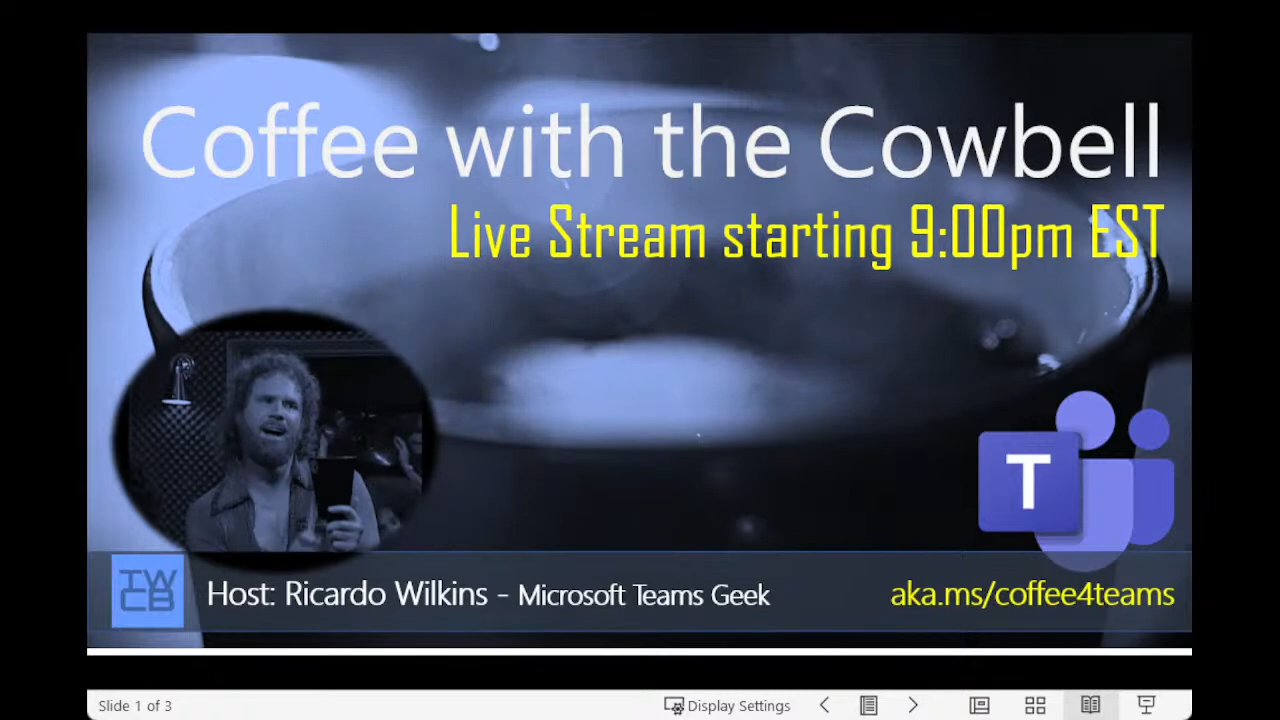 Coffee with the Cowbell
Live Stream starting 9:00pm EST
T
TW
CB
Host: Ricardo Wilkins - Microsoft Teams Geek
aka.ms/coffee4teams
Slide 1 of 3
Display Settings